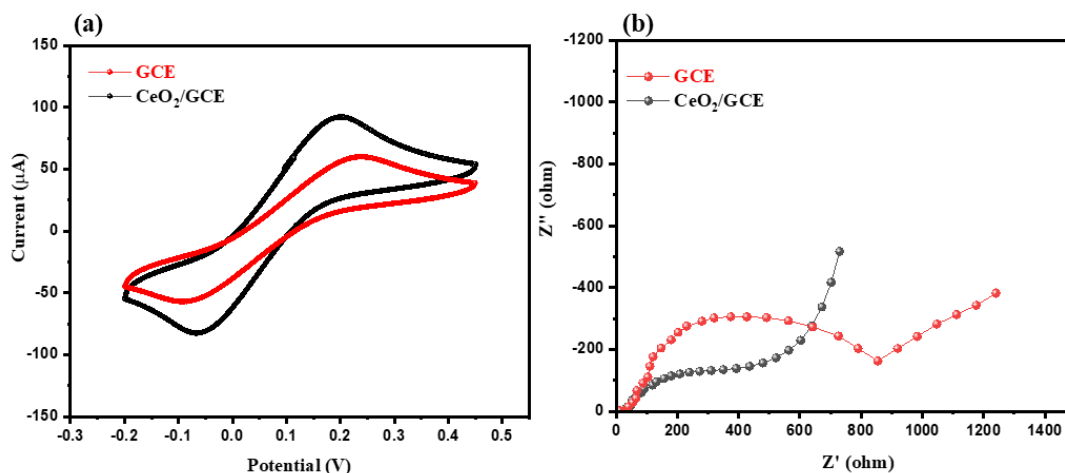 (a)
150
100
50
0
-50
-100
-150
Current (μA)
GCE
CeO₂/GCE
-0.3 -0.2 -0.1 0.0 0.1 0.2 0.3 0.4 0.5
Potential (V)
(b)
-1200
-1000
-800
-600
-400
-200
0
Z'' (ohm)
GCE
CeO₂/GCE
0 200 400 600 800 1000 1200 1400
Z' (ohm)